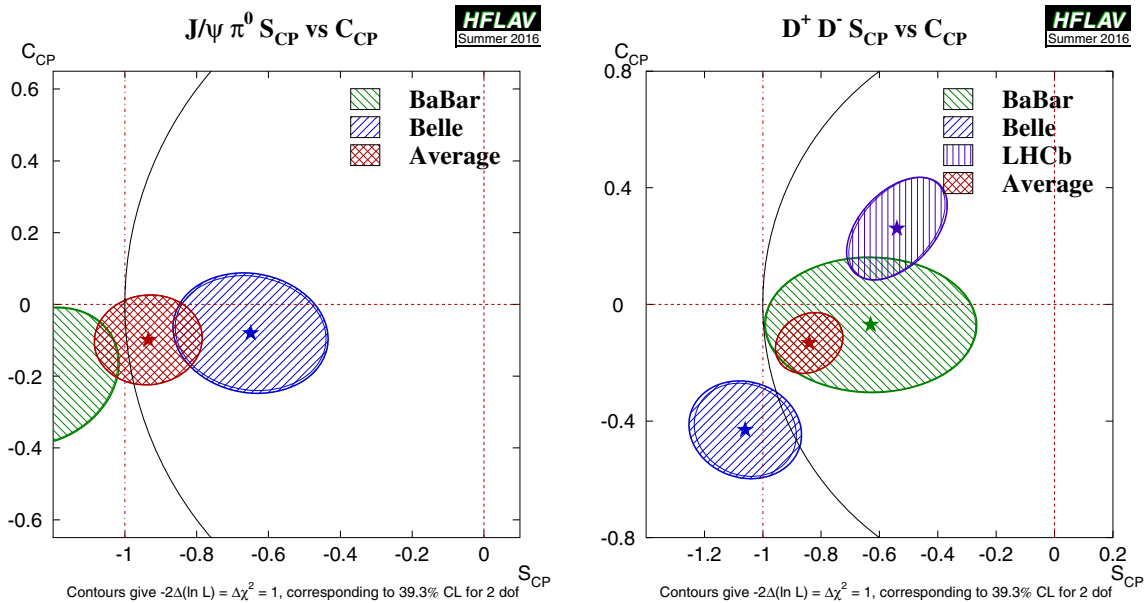 J/ψ π⁰ S_CP vs C_CP
HFLAV
Summer 2016
C_CP
BaBar
Belle
Average
0.6
0.4
0.2
0
-0.2
-0.4
-0.6
-1 -0.8 -0.6 -0.4 -0.2 0
S_CP
Contours give -2Δ(ln L) = Δχ² = 1, corresponding to 39.3% CL for 2 dof
D⁺ D⁻ S_CP vs C_CP
HFLAV
Summer 2016
C_CP
BaBar
Belle
LHCb
Average
0.8
0.4
0
-0.4
-0.8
-1.2 -1 -0.8 -0.6 -0.4 -0.2 0 0.2
S_CP
Contours give -2Δ(ln L) = Δχ² = 1, corresponding to 39.3% CL for 2 dof